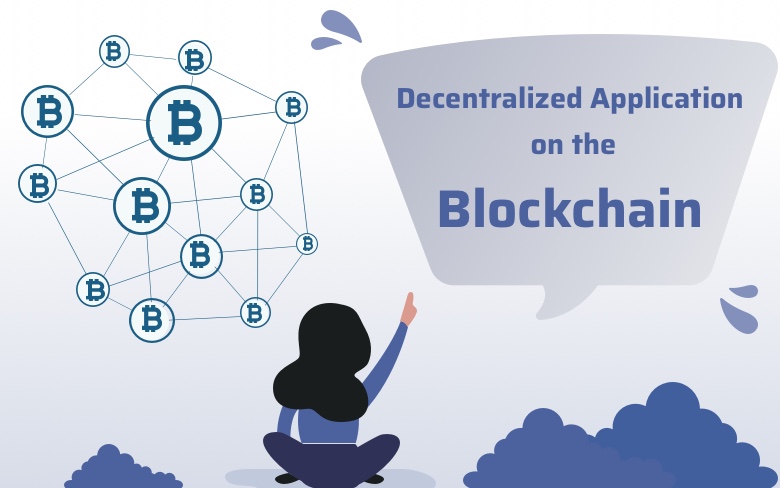 Decentralized Application
on the
Blockchain